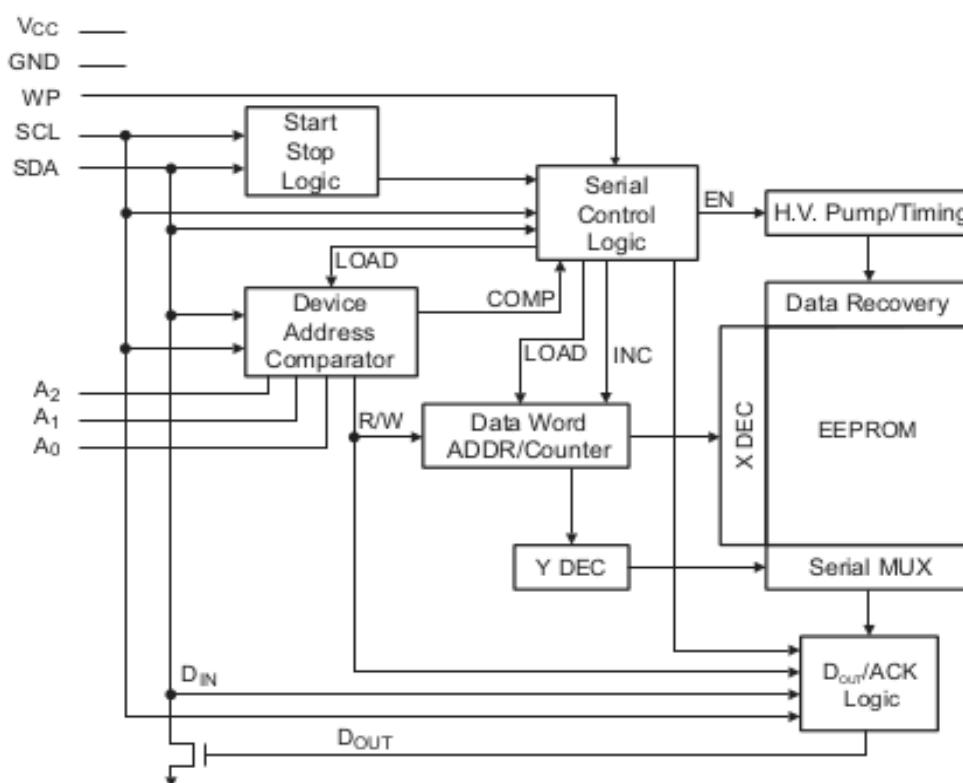 VCC
GND
WP
SCL
SDA
Start
Stop
Logic
Serial
Control
Logic
EN
H.V. Pump/Timing
LOAD
COMP
Data Recovery
Device
Address
Comparator
LOAD
INC
A2
A1
A0
R/W
Data Word
ADDR/Counter
X DEC
EEPROM
Y DEC
Serial MUX
DIN
DOUT/ACK
Logic
DOUT